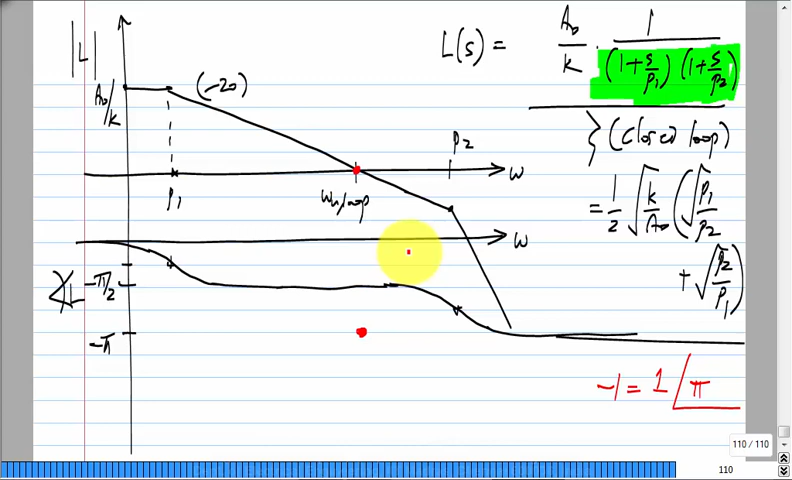 |L|
A₀/k
(-20)
p₁
ωu,loop
p₂
ω
ω
∠L
-π/2
-π
L(s) = A₀/k · 1/((1+s/p₁)(1+s/p₂))
ξ (closed loop)
= 1/2 √(k/A₀) (√(p₁/p₂)
+ √(p₂/p₁))
-1 = 1∠π
110 / 110
110